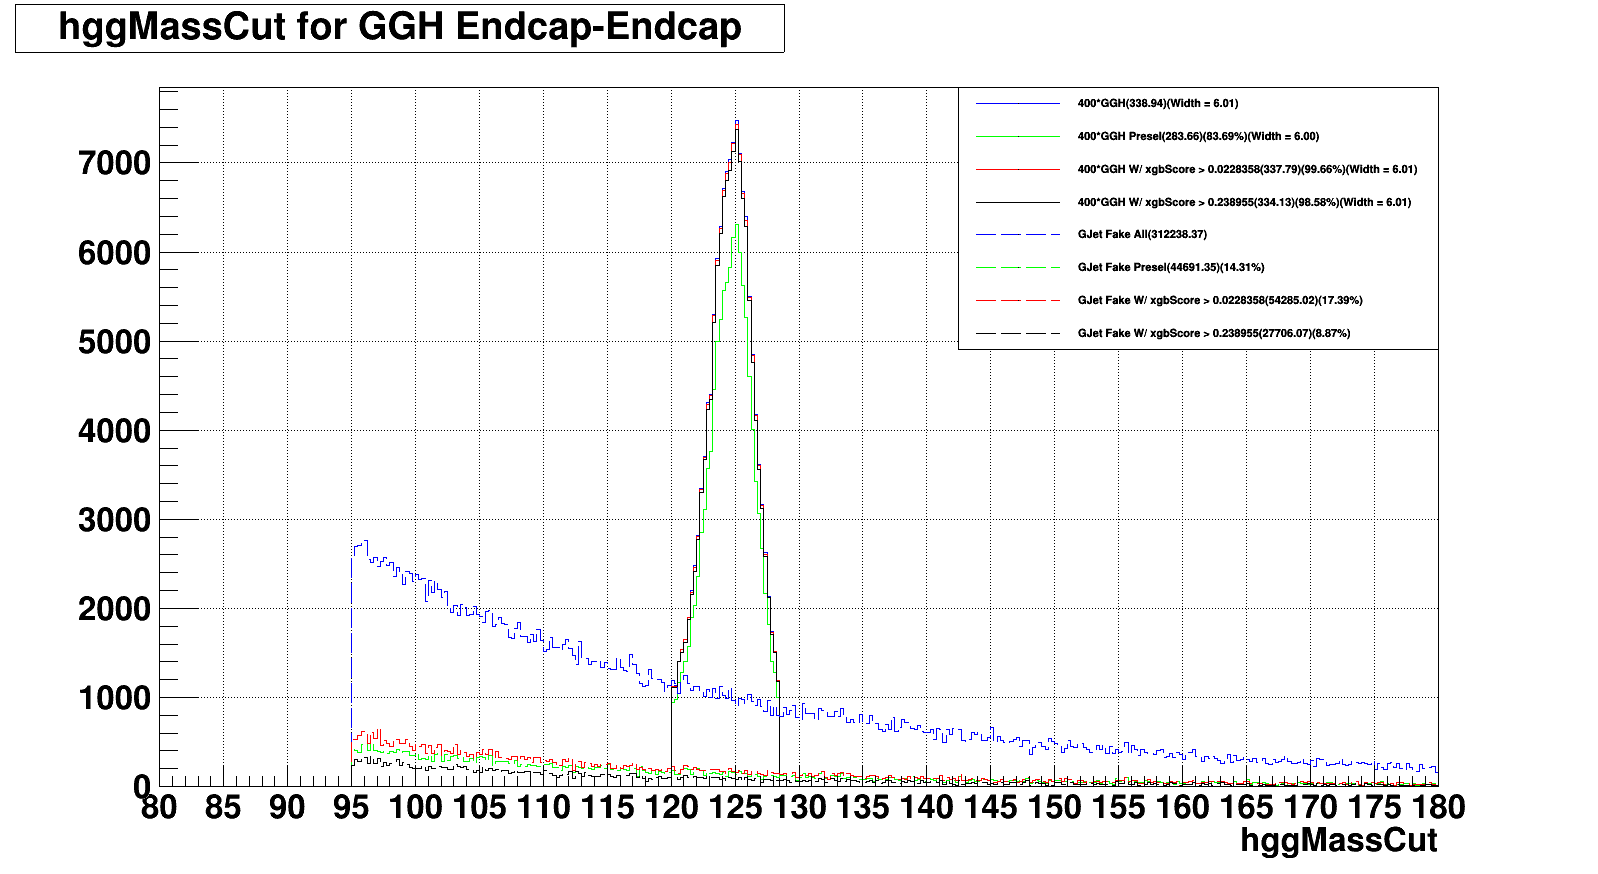 hggMassCut for GGH Endcap-Endcap
400*GGH(338.94)(Width = 6.01)
400*GGH Presel(283.66)(83.69%)(Width = 6.00)
400*GGH W/ xgbScore > 0.0228358(337.79)(99.66%)(Width = 6.01)
400*GGH W/ xgbScore > 0.238955(334.13)(98.58%)(Width = 6.01)
GJet Fake All(312238.37)
GJet Fake Presel(44691.35)(14.31%)
GJet Fake W/ xgbScore > 0.0228358(54285.02)(17.39%)
GJet Fake W/ xgbScore > 0.238955(27706.07)(8.87%)
7000
6000
5000
4000
3000
2000
1000
0
80 85 90 95 100 105 110 115 120 125 130 135 140 145 150 155 160 165 170 175 180
hggMassCut